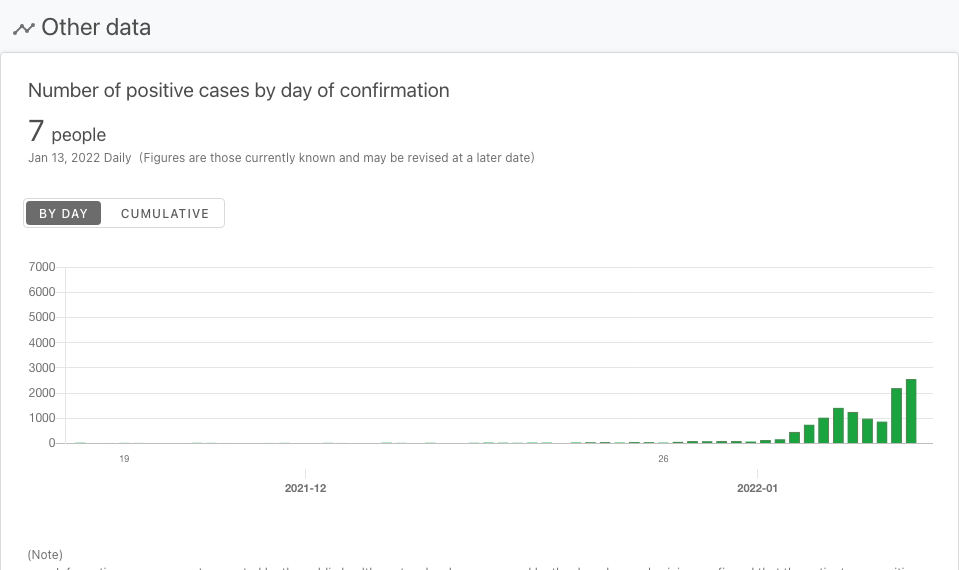 Other data
Number of positive cases by day of confirmation
7 people
Jan 13, 2022 Daily (Figures are those currently known and may be revised at a later date)
BY DAY CUMULATIVE
7000
6000
5000
4000
3000
2000
1000
0
19 26
2021-12 2022-01
(Note)